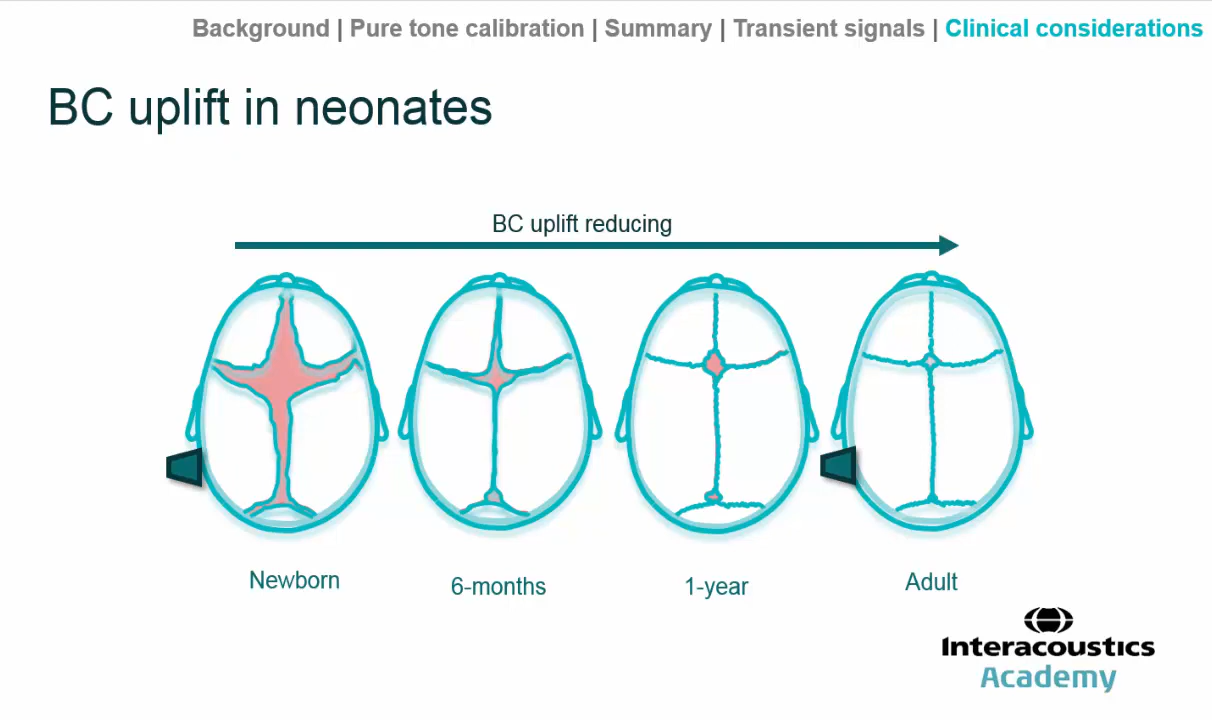 Background | Pure tone calibration | Summary | Transient signals | Clinical considerations
BC uplift in neonates
BC uplift reducing
Newborn
6-months
1-year
Adult
Interacoustics
Academy